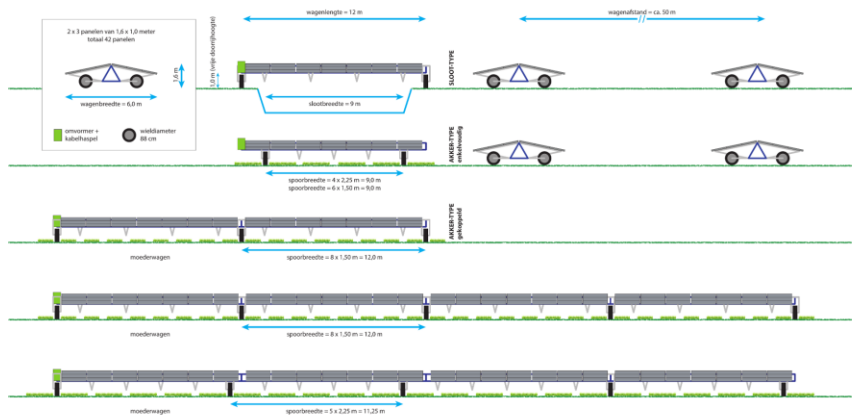 wagenlengte = 12 m
wagenafstand = ca. 50 m
2 x 3 panelen van 1,6 x 1,0 meter
totaal 42 panelen
1,6 m
1,0 m (vrije doorrijhoogte)
SLOOT-TYPE
wagenbreedte = 6,0 m
slootbreedte = 9 m
omvormer +
kabelhaspel
wieldiameter
88 cm
AKKER-TYPE
enkelvoudig
spoorbreedte = 4 x 2,25 m = 9,0 m
spoorbreedte = 6 x 1,50 m = 9,0 m
AKKER-TYPE
gekoppeld
moederwagen
spoorbreedte = 8 x 1,50 m = 12,0 m
moederwagen
spoorbreedte = 8 x 1,50 m = 12,0 m
moederwagen
spoorbreedte = 5 x 2,25 m = 11,25 m